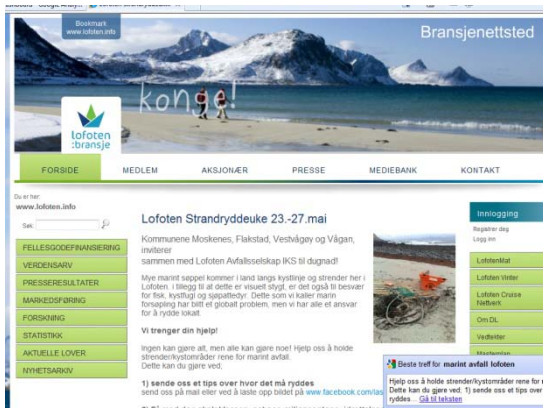 Bookmark
www.lofoten.info
Bransjenettsted
konge!
lofoten
:bransje
FORSIDE MEDLEM AKSJONÆR PRESSE MEDIEBANK KONTAKT
Du er her:
www.lofoten.info
Søk:
FELLESGODEFINANSIERING
VERDENSARV
PRESSERESULTATER
MARKEDSFØRING
FORSKNING
STATISTIKK
AKTUELLE LOVER
NYHETSARKIV
Lofoten Strandryddeuke 23.-27.mai
Kommunene Moskenes, Flakstad, Vestvågøy og Vågan,
inviterer
sammen med Lofoten Avfallsselskap IKS til dugnad!
Mye marint søppel kommer i land langs kystlinje og strender her i
Lofoten. i tillegg til at dette er visuelt stygt, er det også til besvær
for fisk, kystfugl og sjøpattedyr. Dette som vi kaller marin
forsøpling har blitt et globalt problem, men vi har alle et ansvar
for å rydde lokalt.
Vi trenger din hjelp!
Ingen kan gjøre alt, men alle kan gjøre noe! Hjelp oss å holde
strender/kystområder rene for marint avfall.
Dette kan du gjøre ved;
1) sende oss et tips over hvor det må ryddes
send oss på mail eller ved å laste opp bildet på www.facebook.com/las
Innlogging
Registrer deg
Logg inn
LofotenMat
Lofoten Vinter
Lofoten Cruise
Network
Om DL
Vedtekter
Masterplan
Beste treff for marint avfall lofoten
Hjelp oss å holde strender/kystområder rene for
Dette kan du gjøre ved; 1) sende oss et tips over
ryddes... Gå til teksten